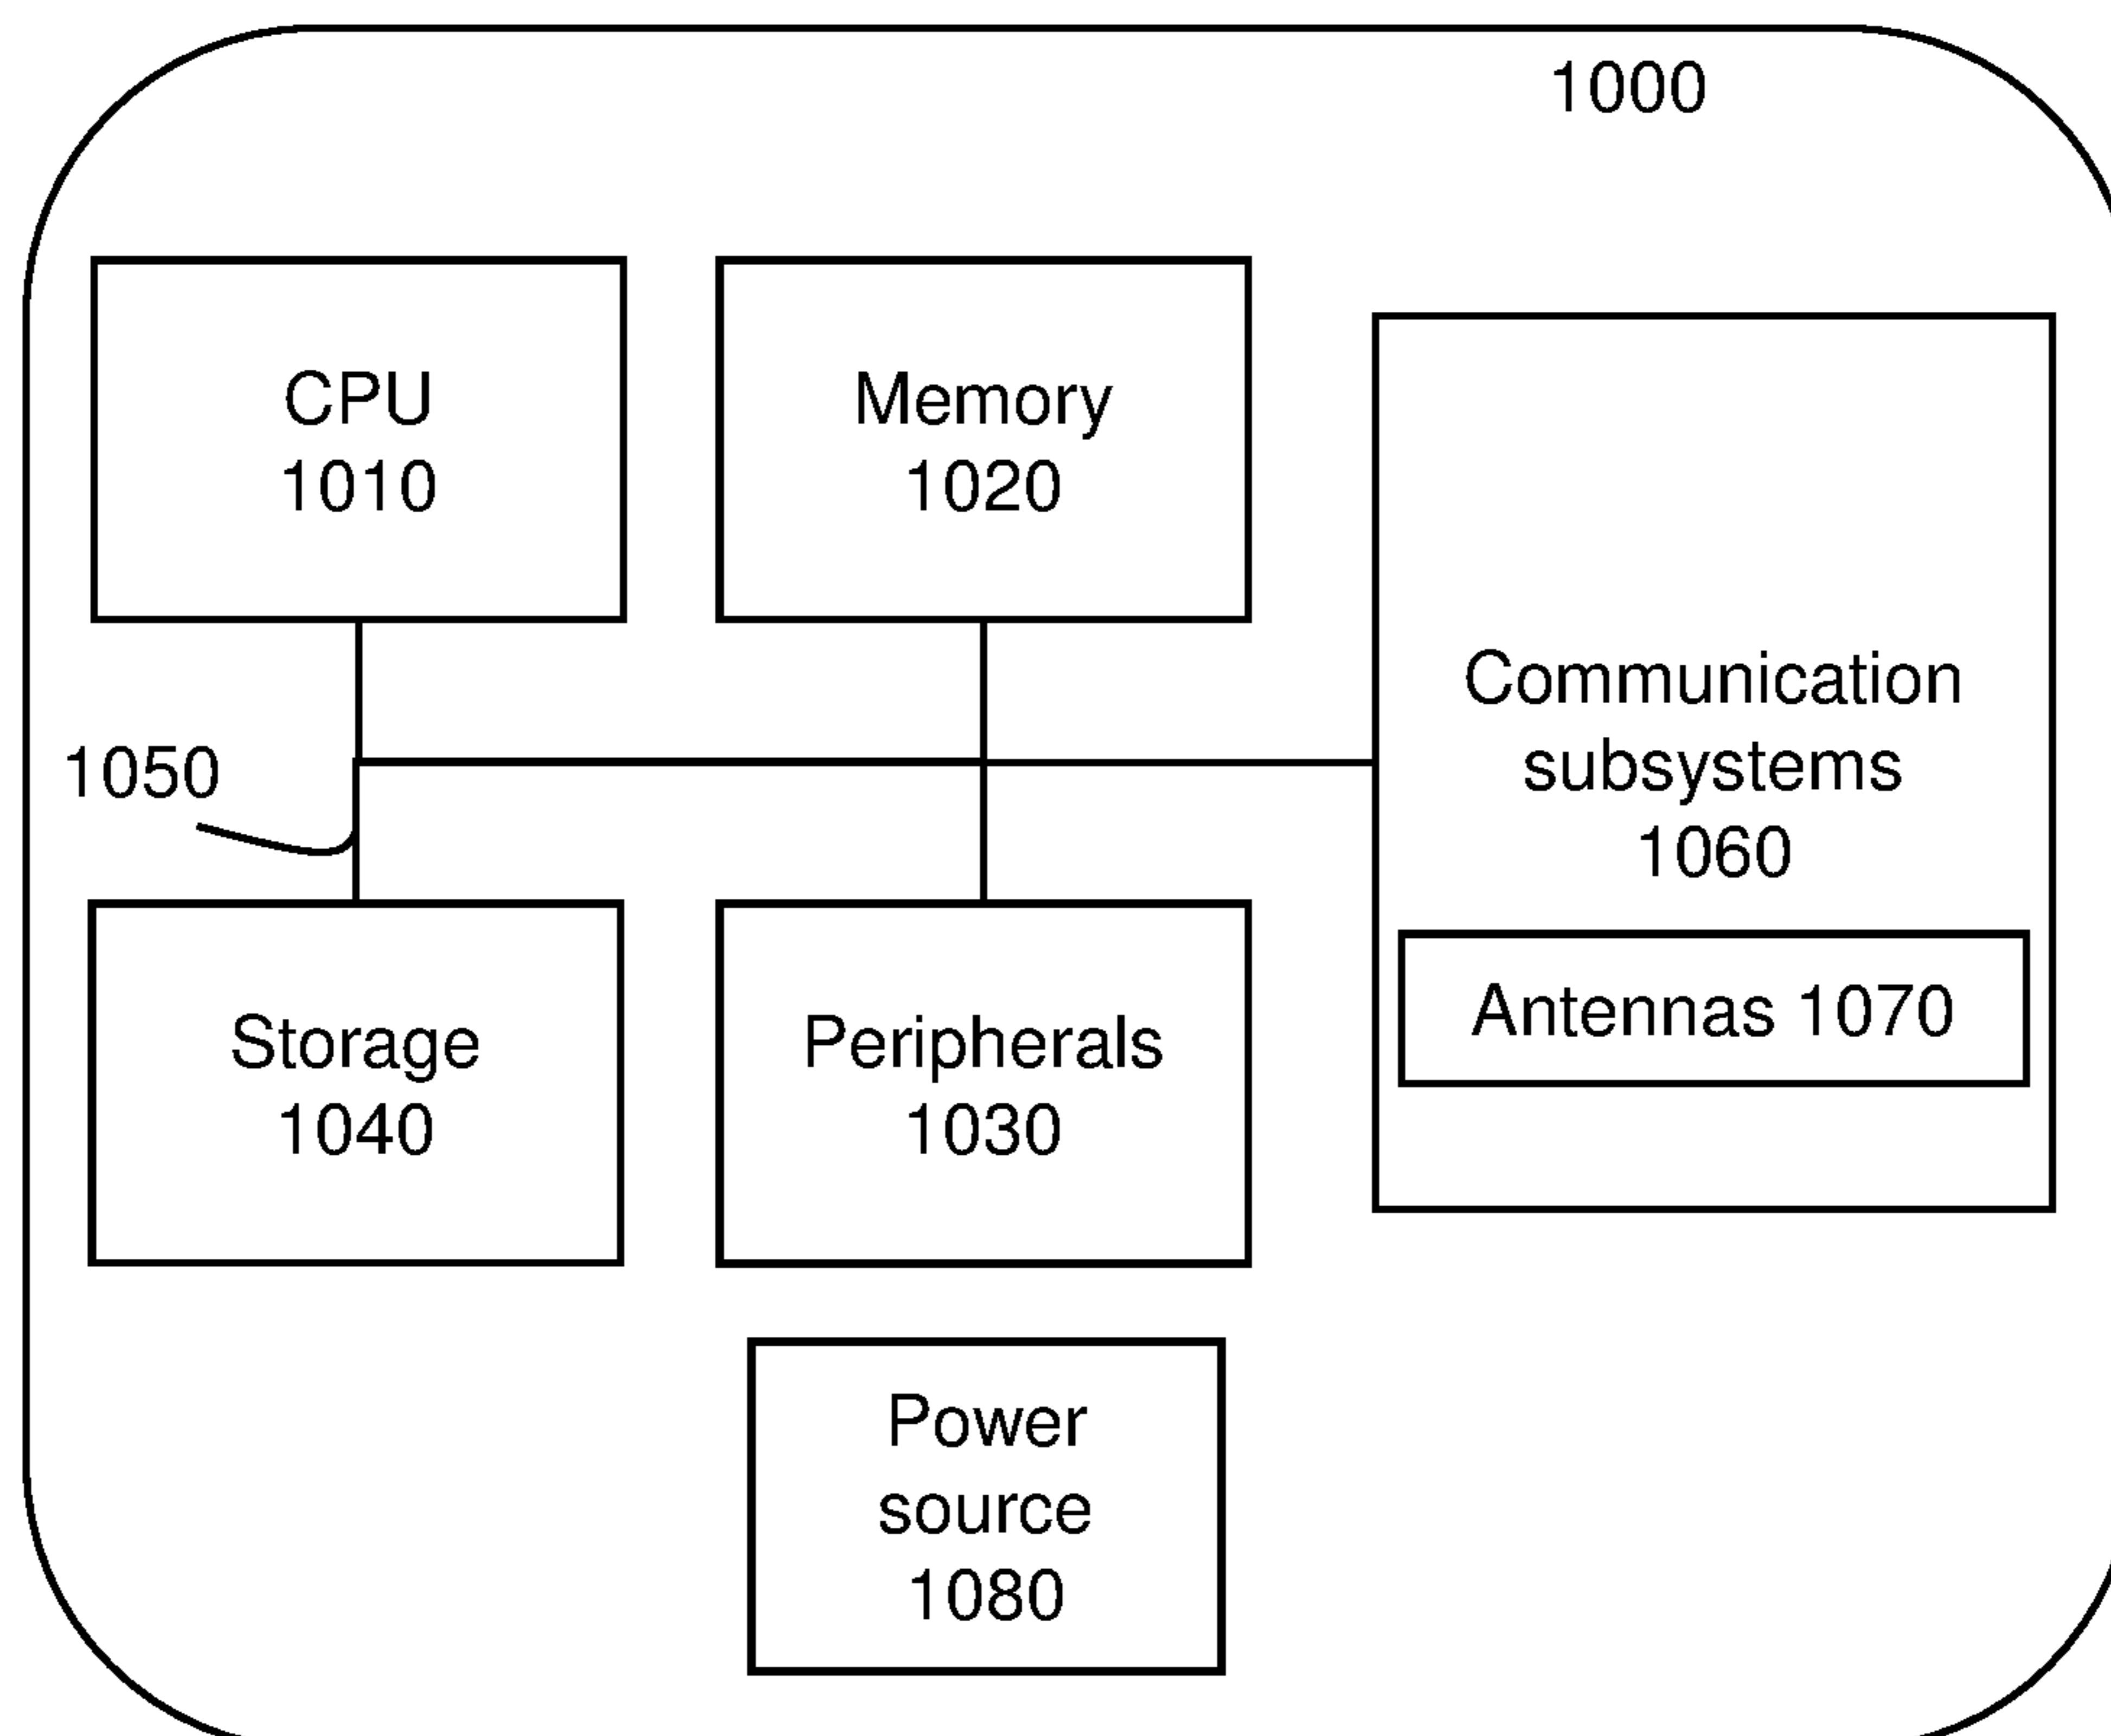 1000
CPU
1010
Memory
1020
Communication
subsystems
1060
Antennas 1070
1050
Storage
1040
Peripherals
1030
Power
source
1080